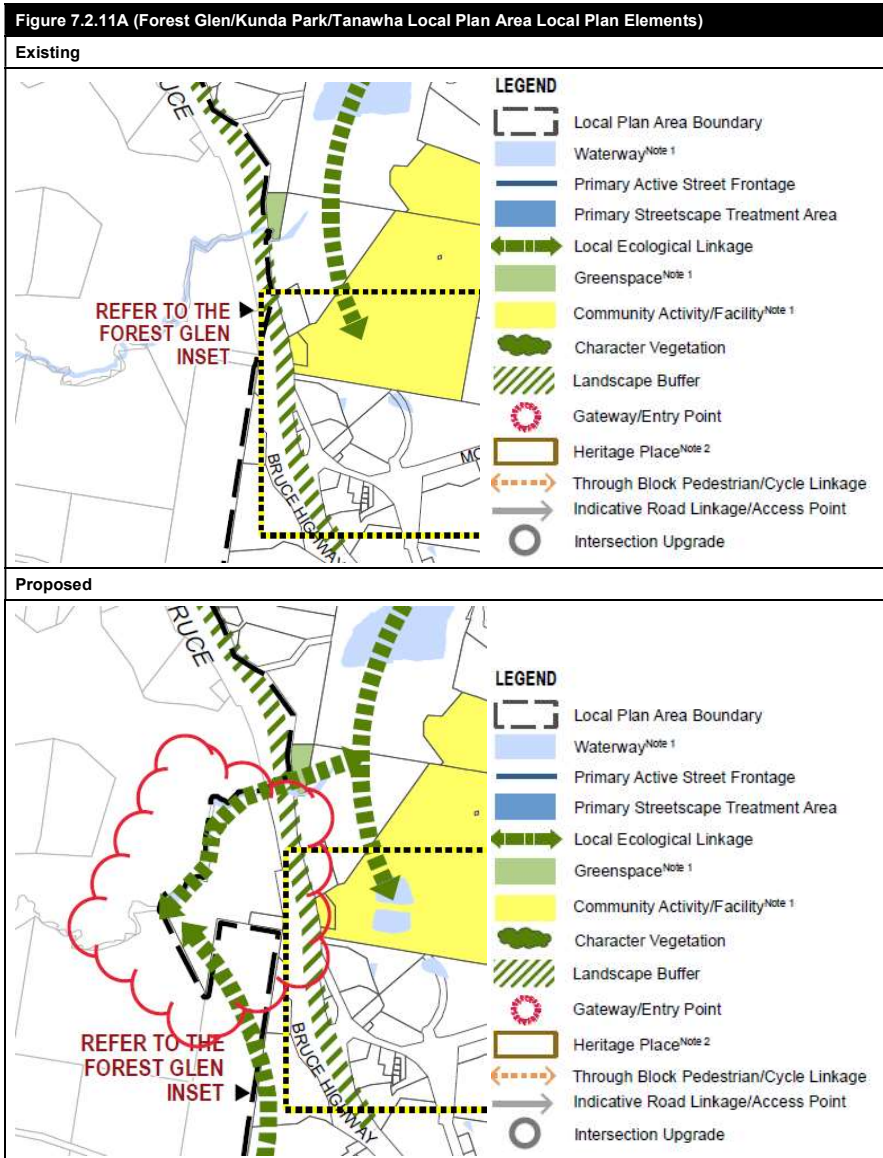 Figure 7.2.11A (Forest Glen/Kunda Park/Tanawha Local Plan Area Local Plan Elements)
Existing
UCE
REFER TO THE
FOREST GLEN
INSET
BRUCE HIGHWAY
MC
LEGEND
Local Plan Area Boundary
Waterway Note 1
Primary Active Street Frontage
Primary Streetscape Treatment Area
Local Ecological Linkage
Greenspace Note 1
Community Activity/Facility Note 1
Character Vegetation
Landscape Buffer
Gateway/Entry Point
Heritage Place Note 2
Through Block Pedestrian/Cycle Linkage
Indicative Road Linkage/Access Point
Intersection Upgrade
Proposed
RUCE
REFER TO THE
FOREST GLEN
INSET
BRUCE HIGHWAY
LEGEND
Local Plan Area Boundary
Waterway Note 1
Primary Active Street Frontage
Primary Streetscape Treatment Area
Local Ecological Linkage
Greenspace Note 1
Community Activity/Facility Note 1
Character Vegetation
Landscape Buffer
Gateway/Entry Point
Heritage Place Note 2
Through Block Pedestrian/Cycle Linkage
Indicative Road Linkage/Access Point
Intersection Upgrade